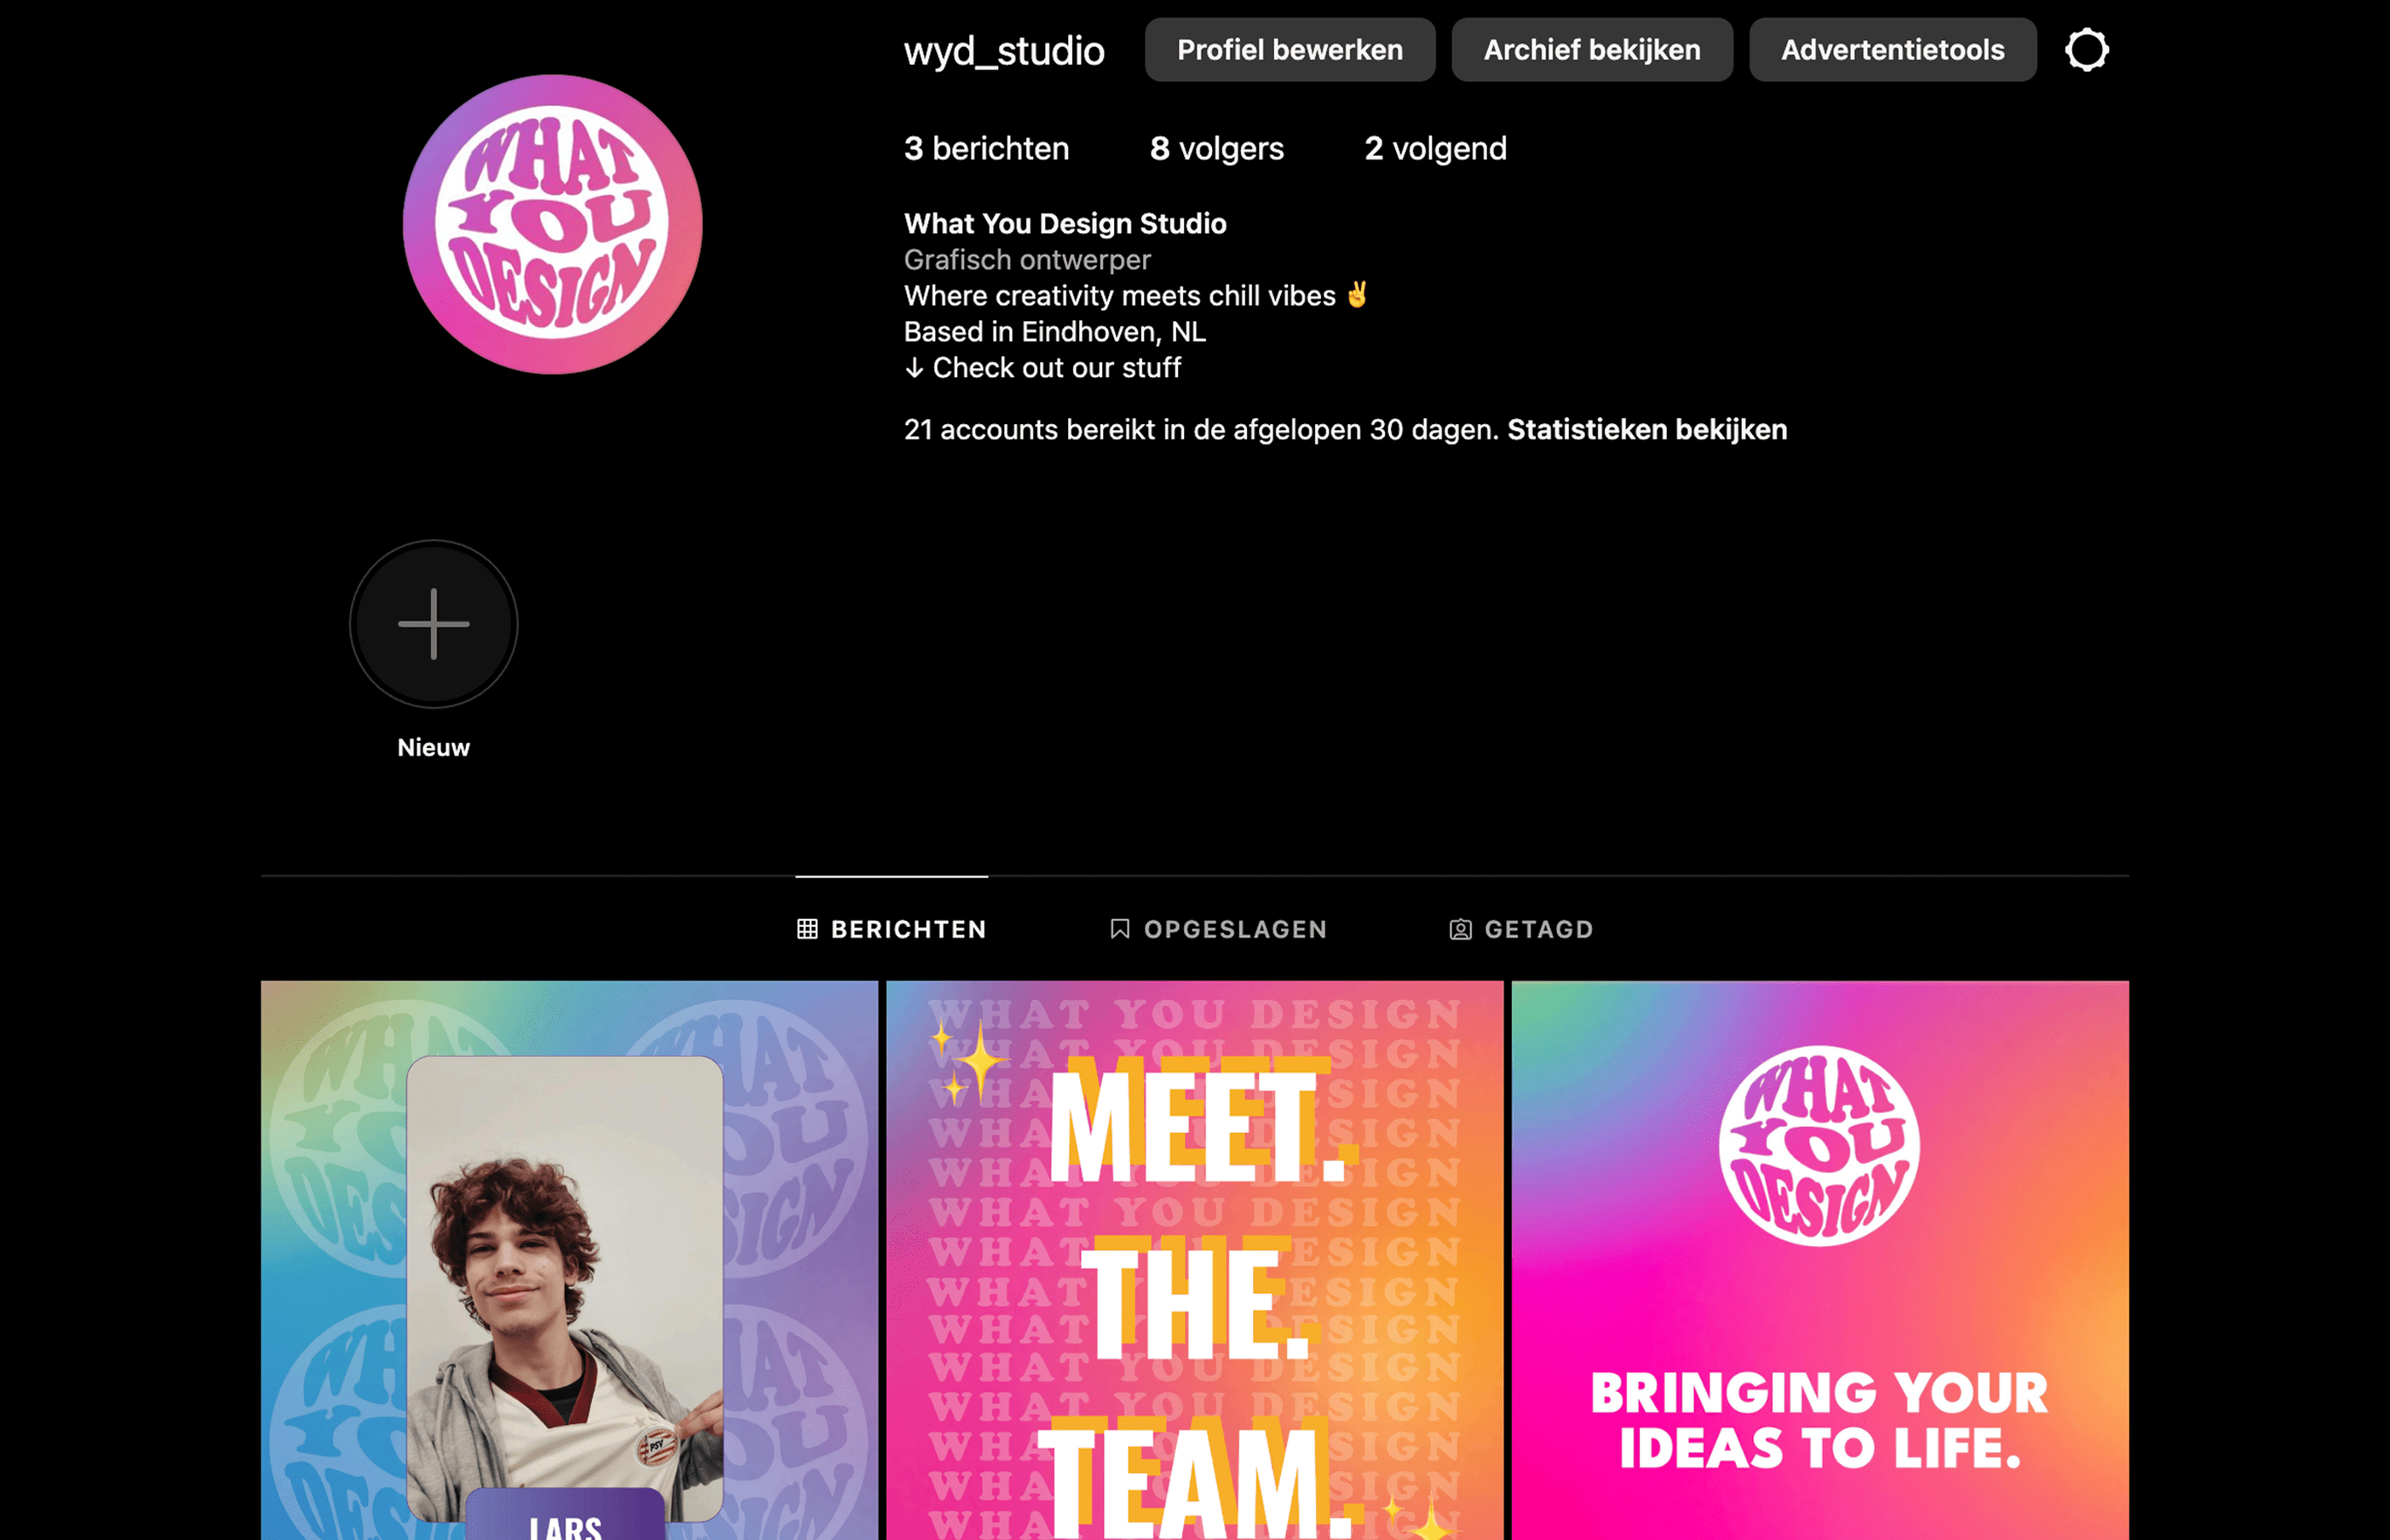 wyd_studio Profiel bewerken Archief bekijken Advertentietools
3 berichten 8 volgers 2 volgend
WHAT
YOU
DESIGN
What You Design Studio
Grafisch ontwerper
Where creativity meets chill vibes ✌️
Based in Eindhoven, NL
↓ Check out our stuff
21 accounts bereikt in de afgelopen 30 dagen. Statistieken bekijken
Nieuw
BERICHTEN OPGESLAGEN GETAGD
WHAT
YOU
DESIGN
PSV
LARS
WHAT YOU DESIGN
MEET.
THE.
TEAM.
WHAT
YOU
DESIGN
BRINGING YOUR
IDEAS TO LIFE.